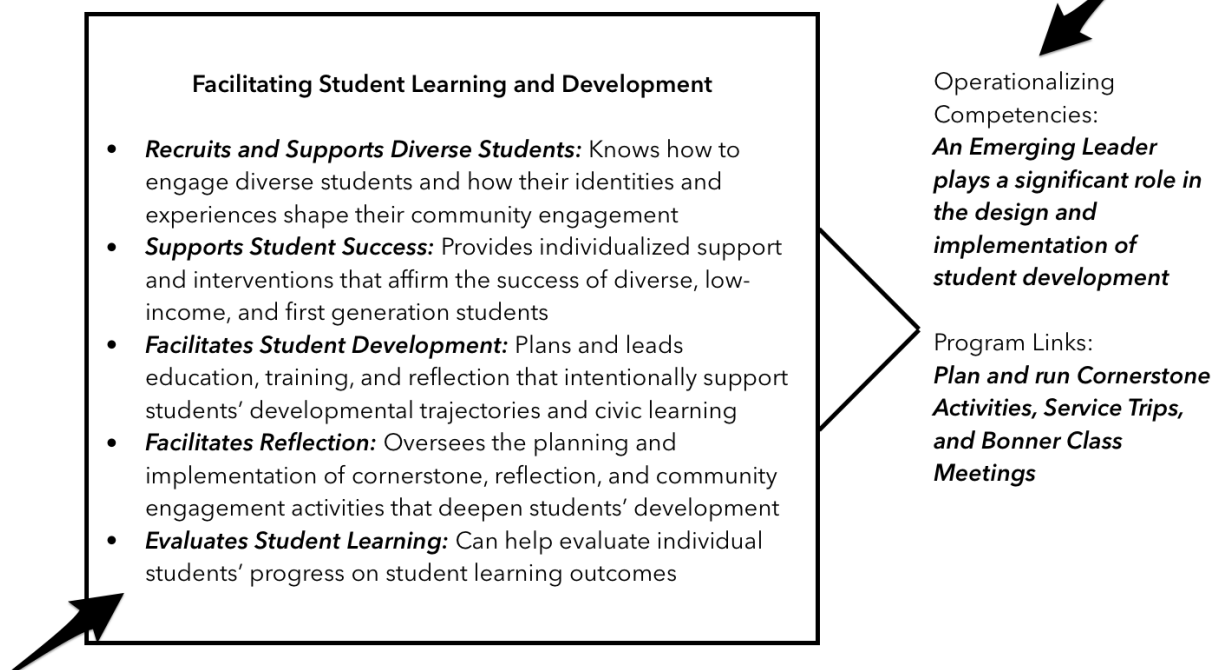 Facilitating Student Learning and Development
• Recruits and Supports Diverse Students: Knows how to
engage diverse students and how their identities and
experiences shape their community engagement
• Supports Student Success: Provides individualized support
and interventions that affirm the success of diverse, low-
income, and first generation students
• Facilitates Student Development: Plans and leads
education, training, and reflection that intentionally support
students’ developmental trajectories and civic learning
• Facilitates Reflection: Oversees the planning and
implementation of cornerstone, reflection, and community
engagement activities that deepen students’ development
• Evaluates Student Learning: Can help evaluate individual
students’ progress on student learning outcomes
Operationalizing
Competencies:
An Emerging Leader
plays a significant role in
the design and
implementation of
student development
Program Links:
Plan and run Cornerstone
Activities, Service Trips,
and Bonner Class
Meetings